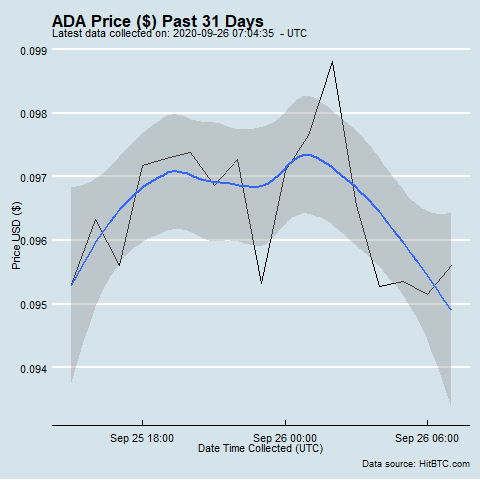 ADA Price ($) Past 31 Days
Latest data collected on: 2020-09-26 07:04:35 - UTC
0.099
0.098
0.097
0.096
0.095
0.094
Price USD ($)
Sep 25 18:00
Sep 26 00:00
Sep 26 06:00
Date Time Collected (UTC)
Data source: HitBTC.com